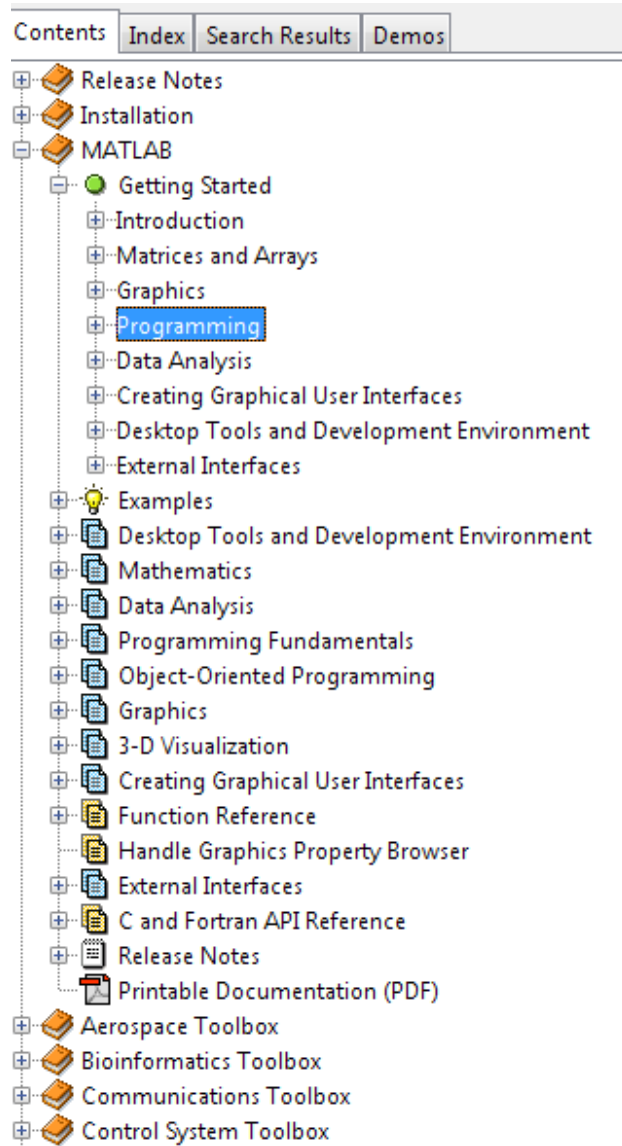 Contents Index Search Results Demos
Release Notes
Installation
MATLAB
Getting Started
Introduction
Matrices and Arrays
Graphics
Programming
Data Analysis
Creating Graphical User Interfaces
Desktop Tools and Development Environment
External Interfaces
Examples
Desktop Tools and Development Environment
Mathematics
Data Analysis
Programming Fundamentals
Object-Oriented Programming
Graphics
3-D Visualization
Creating Graphical User Interfaces
Function Reference
Handle Graphics Property Browser
External Interfaces
C and Fortran API Reference
Release Notes
Printable Documentation (PDF)
Aerospace Toolbox
Bioinformatics Toolbox
Communications Toolbox
Control System Toolbox